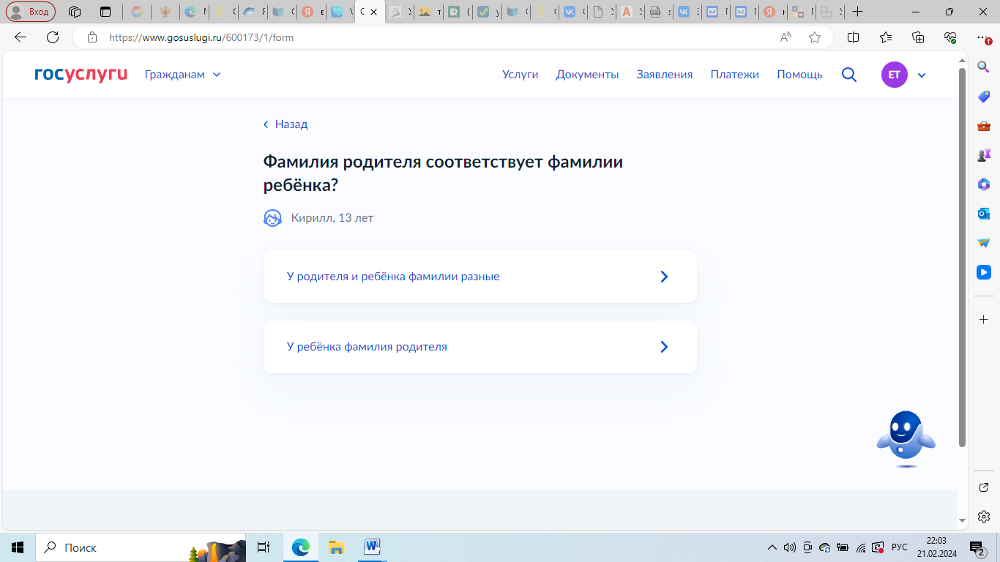 Вход
https://www.gosuslugi.ru/600173/1/form
госуслуги
Гражданам
Услуги
Документы
Заявления
Платежи
Помощь
ЕТ
Назад
Фамилия родителя соответствует фамилии
ребёнка?
Кирилл, 13 лет
У родителя и ребёнка фамилии разные
У ребёнка фамилия родителя
Поиск
РУС
22:03
21.02.2024
2